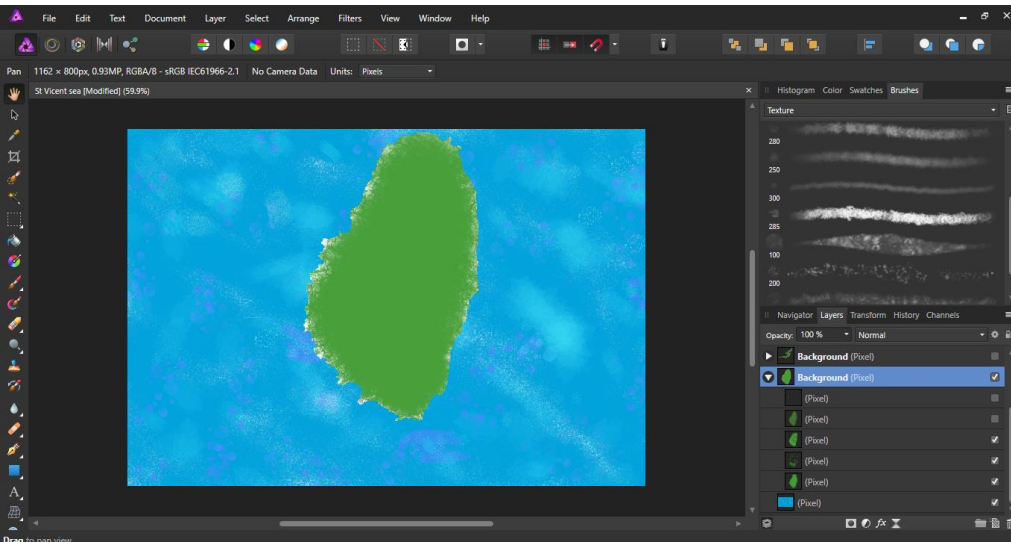 File Edit Text Document Layer Select Arrange Filters View Window Help
Pan 1162 × 800px, 0.93MP, RGBA/8 - sRGB IEC61966-2.1 No Camera Data Units: Pixels
St Vicent sea [Modified] (59.9%)
Histogram Color Swatches Brushes
Texture
280
250
300
285
100
200
Navigator Layers Transform History Channels
Opacity: 100 % Normal
Background (Pixel)
Background (Pixel)
(Pixel)
(Pixel)
(Pixel)
(Pixel)
(Pixel)
(Pixel)
Drag to pan view